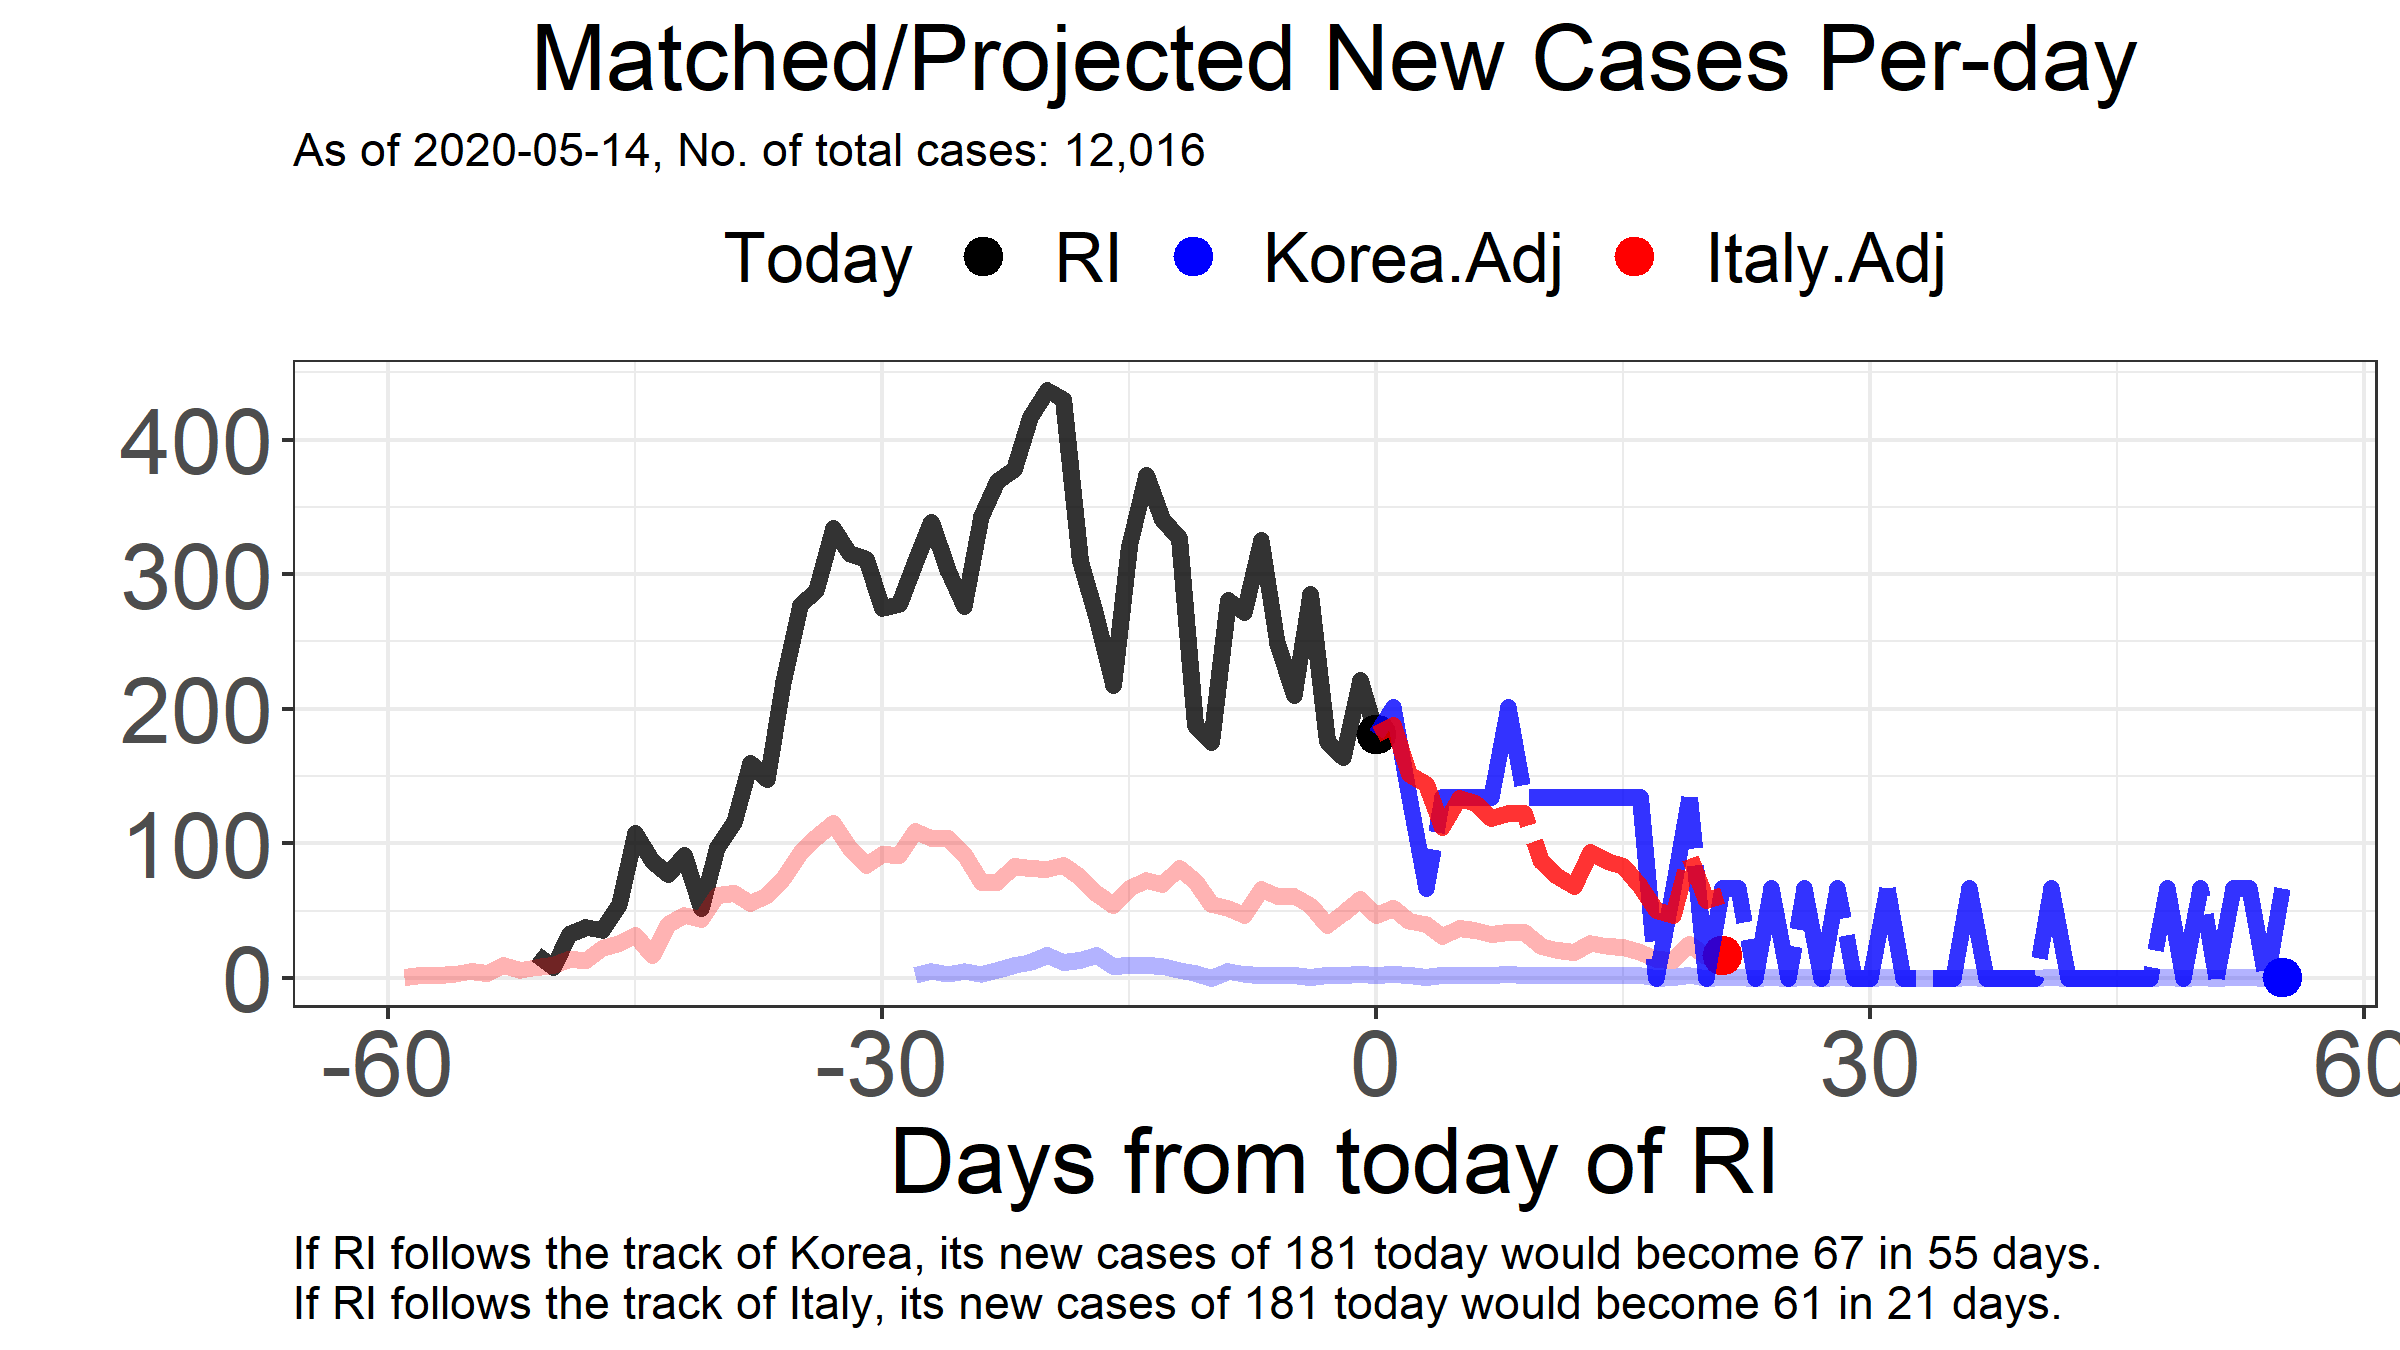 Matched/Projected New Cases Per-day
As of 2020-05-14, No. of total cases: 12,016
Today RI Korea.Adj Italy.Adj
400
300
200
100
0
-60 -30 0 30 60
Days from today of RI
If RI follows the track of Korea, its new cases of 181 today would become 67 in 55 days.
If RI follows the track of Italy, its new cases of 181 today would become 61 in 21 days.